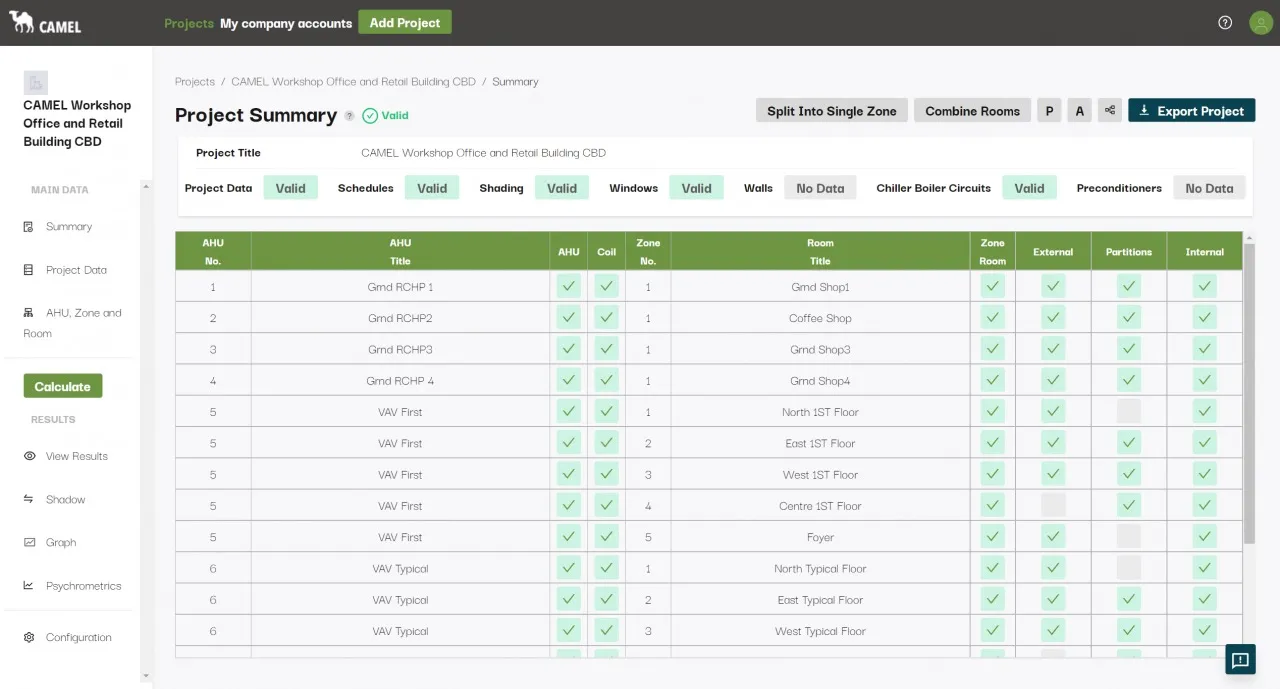 CAMEL
Projects My company accounts Add Project
CAMEL Workshop
Office and Retail
Building CBD
MAIN DATA
Summary
Project Data
AHU, Zone and
Room
Calculate
RESULTS
View Results
Shadow
Graph
Psychrometrics
Configuration
Projects / CAMEL Workshop Office and Retail Building CBD / Summary
Project Summary ? Valid
Split Into Single Zone Combine Rooms P A Export Project
Project Title CAMEL Workshop Office and Retail Building CBD
Project Data Valid Schedules Valid Shading Valid Windows Valid Walls No Data Chiller Boiler Circuits Valid Preconditioners No Data
AHU No. AHU Title AHU Coil Zone No. Room Title Zone Room External Partitions Internal
1 Grnd RCHP 1 1 Grnd Shop1
2 Grnd RCHP2 1 Coffee Shop
3 Grnd RCHP3 1 Grnd Shop3
4 Grnd RCHP 4 1 Grnd Shop4
5 VAV First 1 North 1ST Floor
5 VAV First 2 East 1ST Floor
5 VAV First 3 West 1ST Floor
5 VAV First 4 Centre 1ST Floor
5 VAV First 5 Foyer
6 VAV Typical 1 North Typical Floor
6 VAV Typical 2 East Typical Floor
6 VAV Typical 3 West Typical Floor